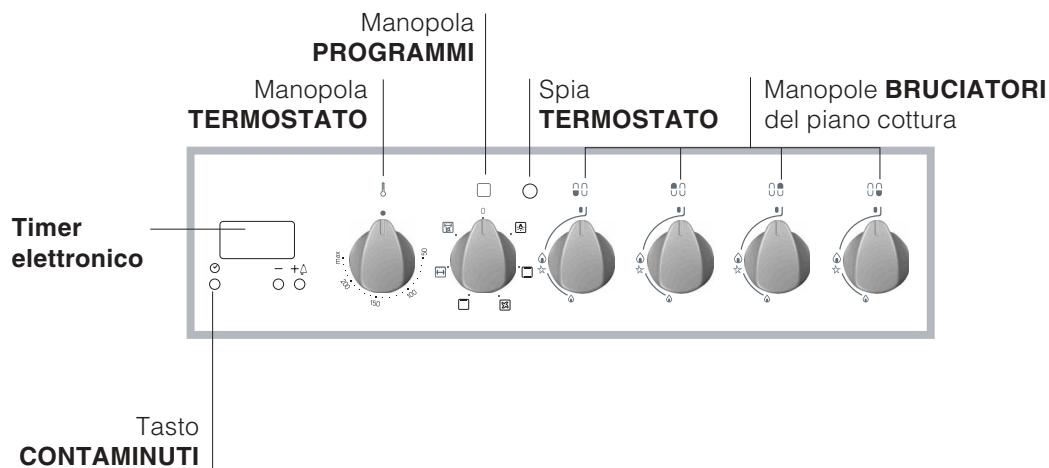 Manopola
PROGRAMMI
Manopola
TERMOSTATO
Spia
TERMOSTATO
Manopole BRUCIATORI
del piano cottura
Timer
elettronico
- +
max
200
150
100
50
Tasto
CONTAMINUTI